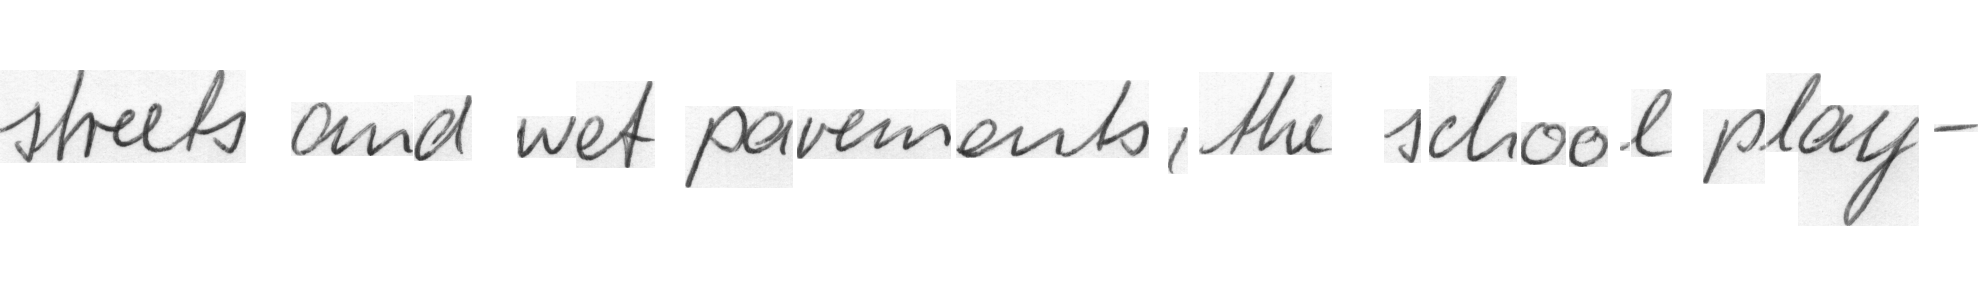 streets and wet pavements, the school play-